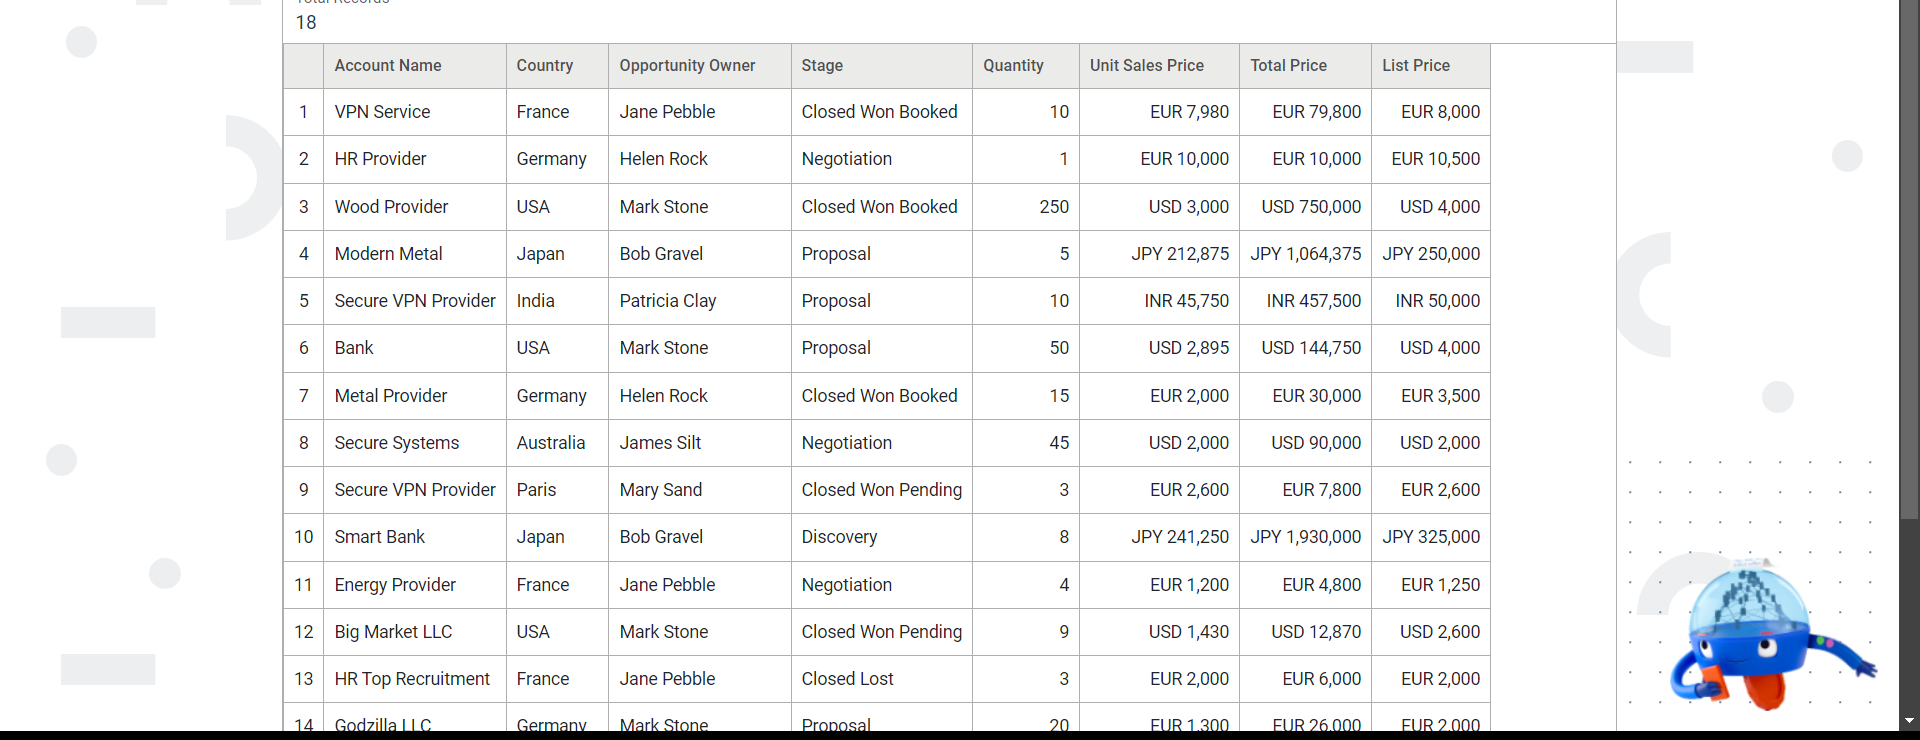 Total Records
18
Account Name Country Opportunity Owner Stage Quantity Unit Sales Price Total Price List Price
1 VPN Service France Jane Pebble Closed Won Booked 10 EUR 7,980 EUR 79,800 EUR 8,000
2 HR Provider Germany Helen Rock Negotiation 1 EUR 10,000 EUR 10,000 EUR 10,500
3 Wood Provider USA Mark Stone Closed Won Booked 250 USD 3,000 USD 750,000 USD 4,000
4 Modern Metal Japan Bob Gravel Proposal 5 JPY 212,875 JPY 1,064,375 JPY 250,000
5 Secure VPN Provider India Patricia Clay Proposal 10 INR 45,750 INR 457,500 INR 50,000
6 Bank USA Mark Stone Proposal 50 USD 2,895 USD 144,750 USD 4,000
7 Metal Provider Germany Helen Rock Closed Won Booked 15 EUR 2,000 EUR 30,000 EUR 3,500
8 Secure Systems Australia James Silt Negotiation 45 USD 2,000 USD 90,000 USD 2,000
9 Secure VPN Provider Paris Mary Sand Closed Won Pending 3 EUR 2,600 EUR 7,800 EUR 2,600
10 Smart Bank Japan Bob Gravel Discovery 8 JPY 241,250 JPY 1,930,000 JPY 325,000
11 Energy Provider France Jane Pebble Negotiation 4 EUR 1,200 EUR 4,800 EUR 1,250
12 Big Market LLC USA Mark Stone Closed Won Pending 9 USD 1,430 USD 12,870 USD 2,600
13 HR Top Recruitment France Jane Pebble Closed Lost 3 EUR 2,000 EUR 6,000 EUR 2,000
14 Godzilla LLC Germany Mark Stone Proposal 20 EUR 1,300 EUR 26,000 EUR 2,000